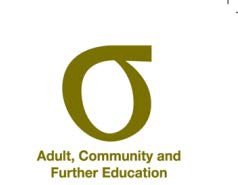 Adult, Community and
Further Education